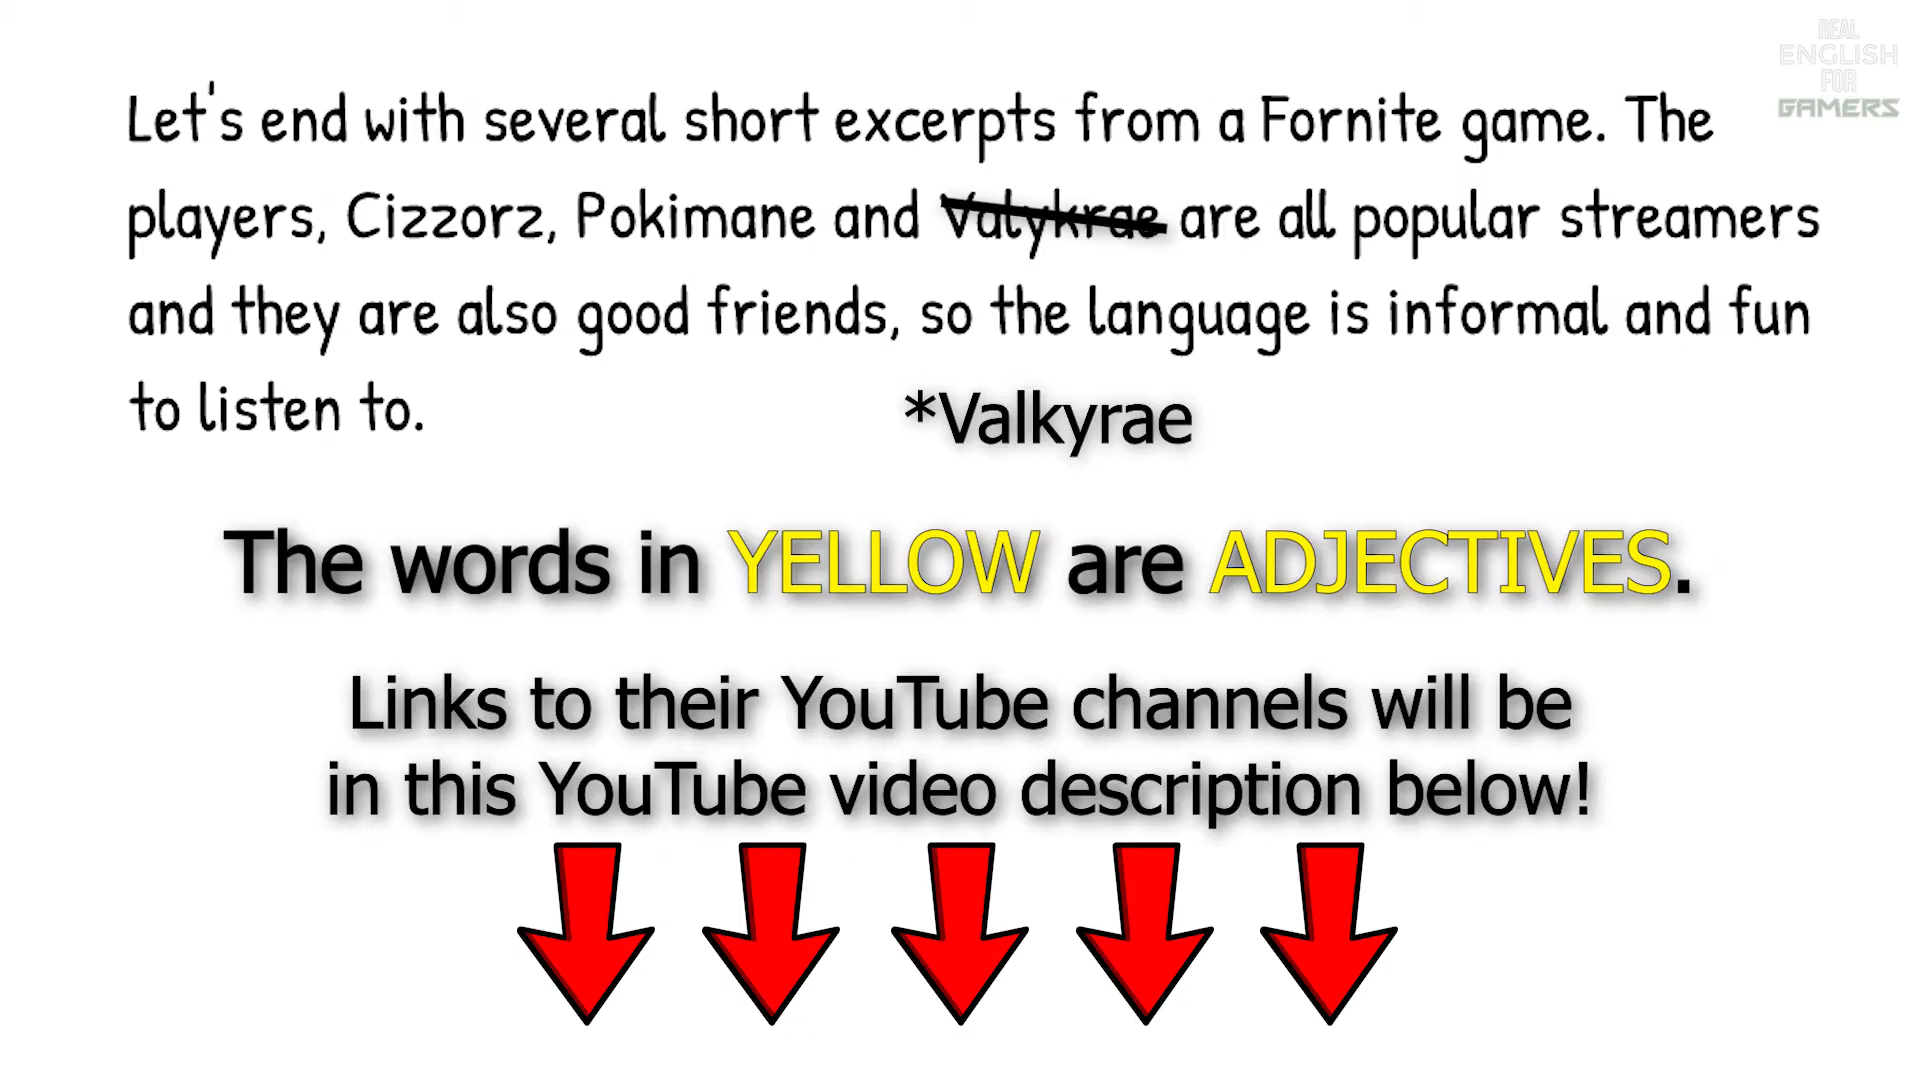 REAL
ENGLISH
FOR
GAMERS
Let's end with several short excerpts from a Fornite game. The
players, Cizzorz, Pokimane and Valykrae are all popular streamers
and they are also good friends, so the language is informal and fun
to listen to.
*Valkyrae
The words in YELLOW are ADJECTIVES.
Links to their YouTube channels will be
in this YouTube video description below!